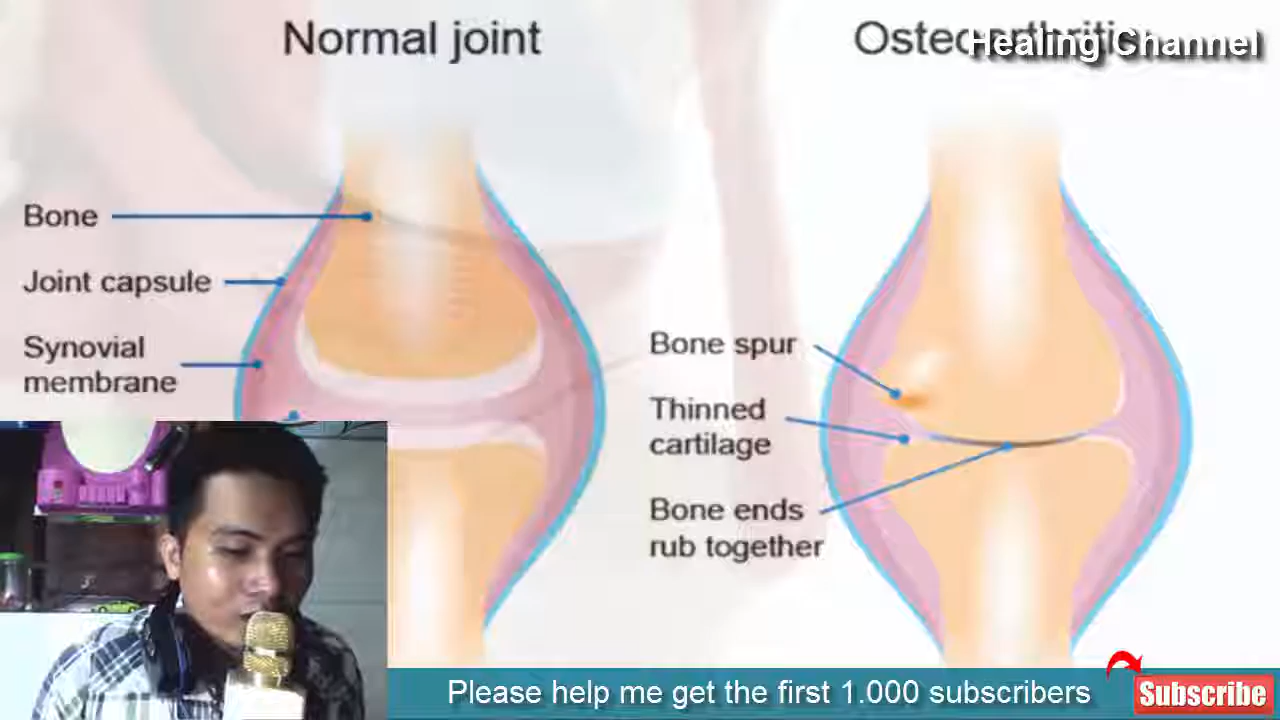 Normal joint
Healing Channel
Bone
Joint capsule
Synovial
membrane
Bone spur
Thinned
cartilage
Bone ends
rub together
Please help me get the first 1.000 subscribers
Subscribe